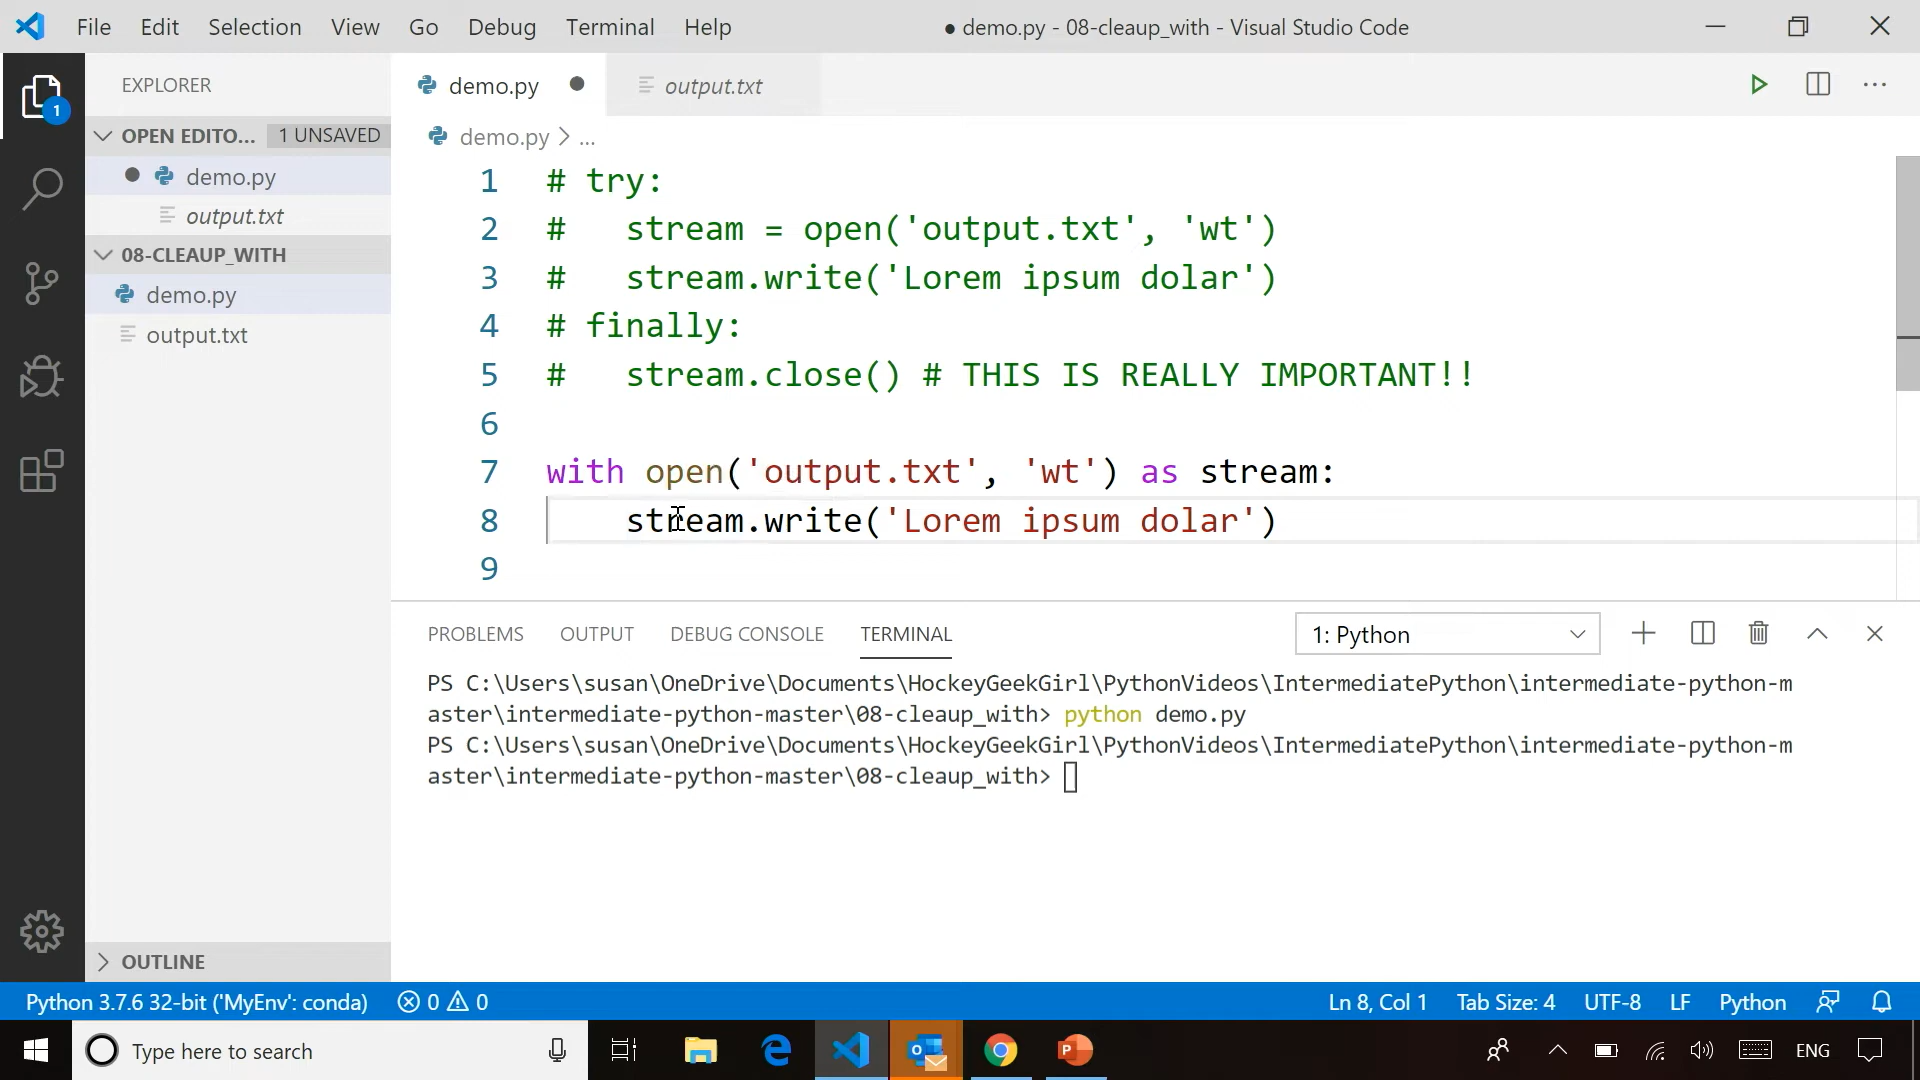 File Edit Selection View Go Debug Terminal Help
● demo.py - 08-cleaup_with - Visual Studio Code
EXPLORER
OPEN EDITO... 1 UNSAVED
demo.py
output.txt
08-CLEAUP_WITH
demo.py
output.txt
OUTLINE
1
demo.py
output.txt
demo.py > ...
1 # try:
2 #   stream = open('output.txt', 'wt')
3 #   stream.write('Lorem ipsum dolar')
4 # finally:
5 #   stream.close() # THIS IS REALLY IMPORTANT!!
6
7 with open('output.txt', 'wt') as stream:
8     stream.write('Lorem ipsum dolar')
9
PROBLEMS OUTPUT DEBUG CONSOLE TERMINAL 1: Python
PS C:\Users\susan\OneDrive\Documents\HockeyGeekGirl\PythonVideos\IntermediatePython\intermediate-python-m
aster\intermediate-python-master\08-cleaup_with> python demo.py
PS C:\Users\susan\OneDrive\Documents\HockeyGeekGirl\PythonVideos\IntermediatePython\intermediate-python-m
aster\intermediate-python-master\08-cleaup_with>
Python 3.7.6 32-bit ('MyEnv': conda) 0 0 Ln 8, Col 1 Tab Size: 4 UTF-8 LF Python
Type here to search ENG